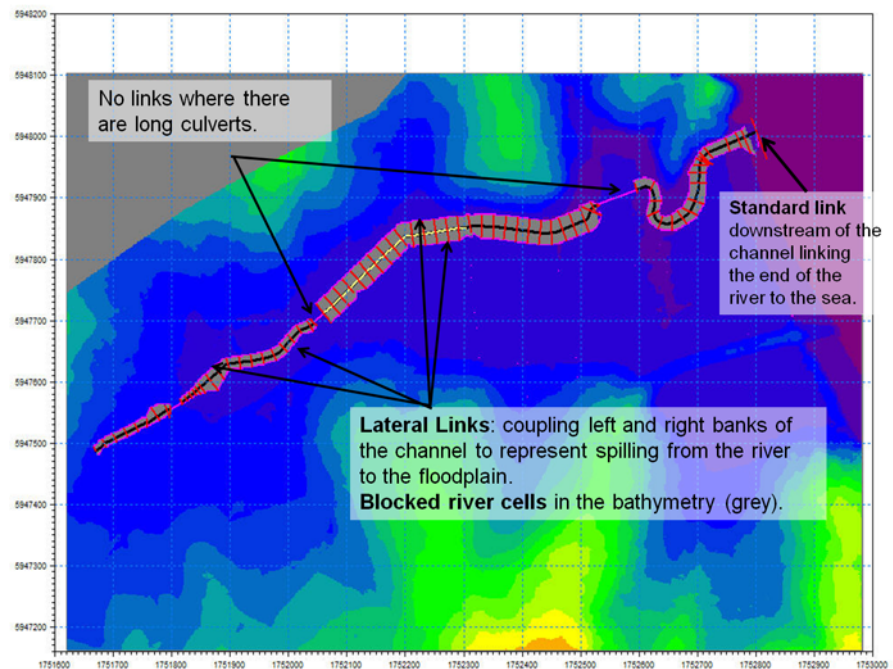 5948200
5948100
5948000
5947900
5947800
5947700
5947600
5947500
5947400
5947300
5947200
No links where there
are long culverts.
Standard link
downstream of the
channel linking
the end of the
river to the sea.
Lateral Links: coupling left and right banks of
the channel to represent spilling from the river
to the floodplain.
Blocked river cells in the bathymetry (grey).
1751600 1751700 1751800 1751900 1752000 1752100 1752200 1752300 1752400 1752500 1752600 1752700 1752800 1752900